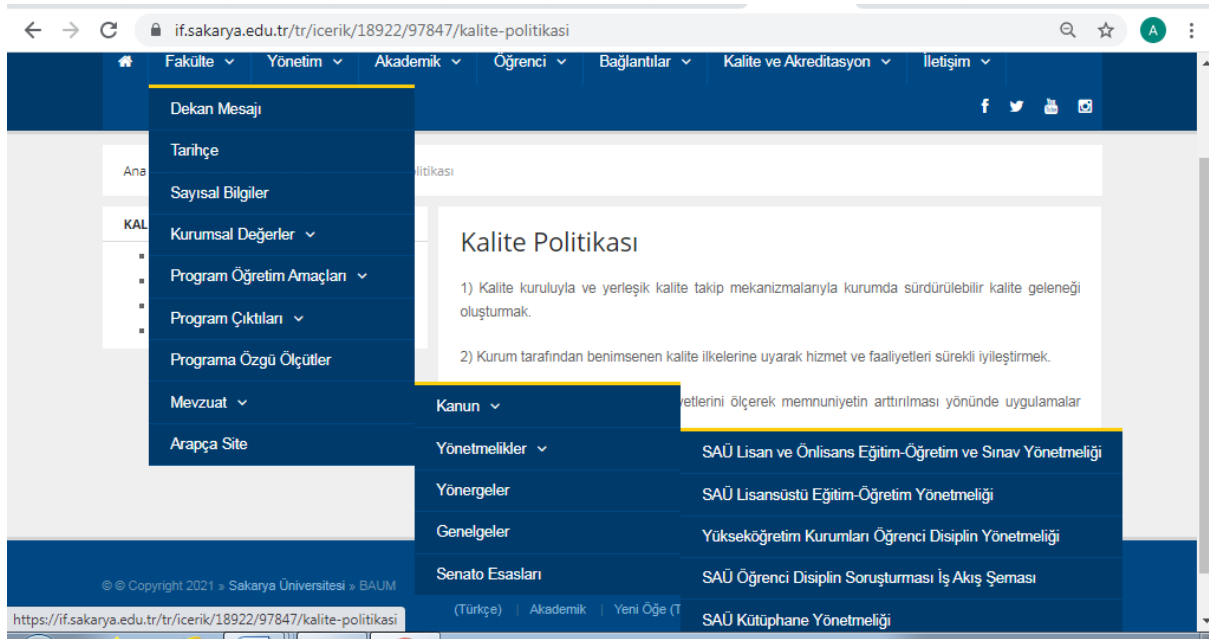 if.sakarya.edu.tr/tr/icerik/18922/97847/kalite-politikasi
A
Fakülte Yönetim Akademik Öğrenci Bağlantılar Kalite ve Akreditasyon İletişim
Dekan Mesajı
Tarihçe
Ana
litikası
Sayısal Bilgiler
KAL
Kurumsal Değerler
Program Öğretim Amaçları
Program Çıktıları
Programa Özgü Ölçütler
Mevzuat
Arapça Site
Kalite Politikası
1) Kalite kuruluyla ve yerleşik kalite takip mekanizmalarıyla kurumda sürdürülebilir kalite geleneği
oluşturmak.
2) Kurum tarafından benimsenen kalite ilkelerine uyarak hizmet ve faaliyetleri sürekli iyileştirmek.
yetlerini ölçerek memnuniyetin arttırılması yönünde uygulamalar
Kanun
Yönetmelikler
Yönergeler
Genelgeler
Senato Esasları
SAÜ Lisan ve Önlisans Eğitim-Öğretim ve Sınav Yönetmeliği
SAÜ Lisansüstü Eğitim-Öğretim Yönetmeliği
Yükseköğretim Kurumları Öğrenci Disiplin Yönetmeliği
SAÜ Öğrenci Disiplin Soruşturması İş Akış Şeması
SAÜ Kütüphane Yönetmeliği
© © Copyright 2021 » Sakarya Üniversitesi » BAUM
(Türkçe) | Akademik | Yeni Öğe (T
https://if.sakarya.edu.tr/tr/icerik/18922/97847/kalite-politikasi